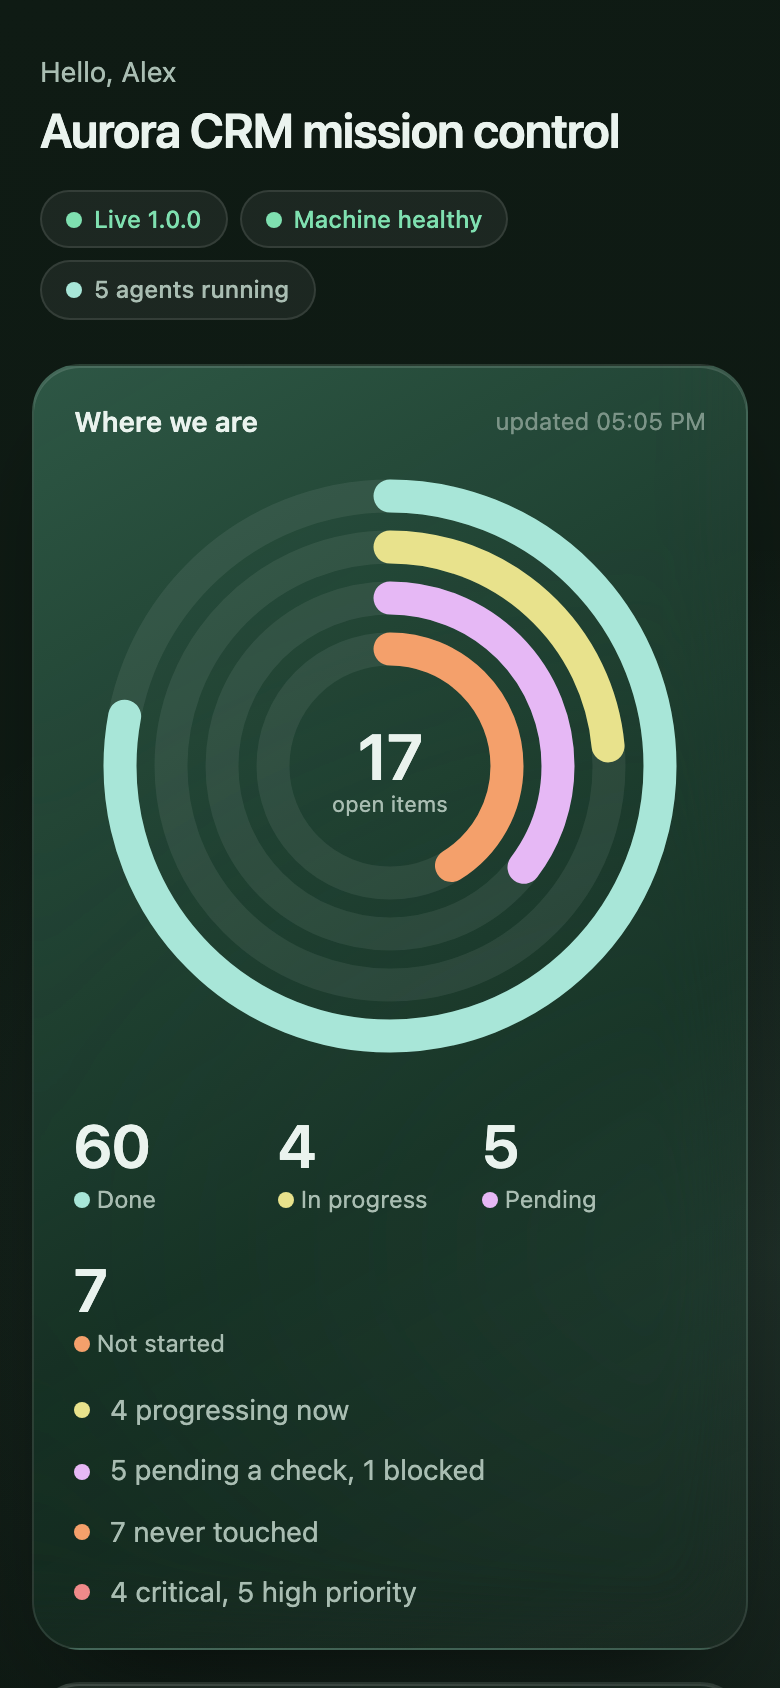 Hello, Alex
Aurora CRM mission control
Live 1.0.0
Machine healthy
5 agents running
Where we are
updated 05:05 PM
17
open items
60
Done
4
In progress
5
Pending
7
Not started
4 progressing now
5 pending a check, 1 blocked
7 never touched
4 critical, 5 high priority